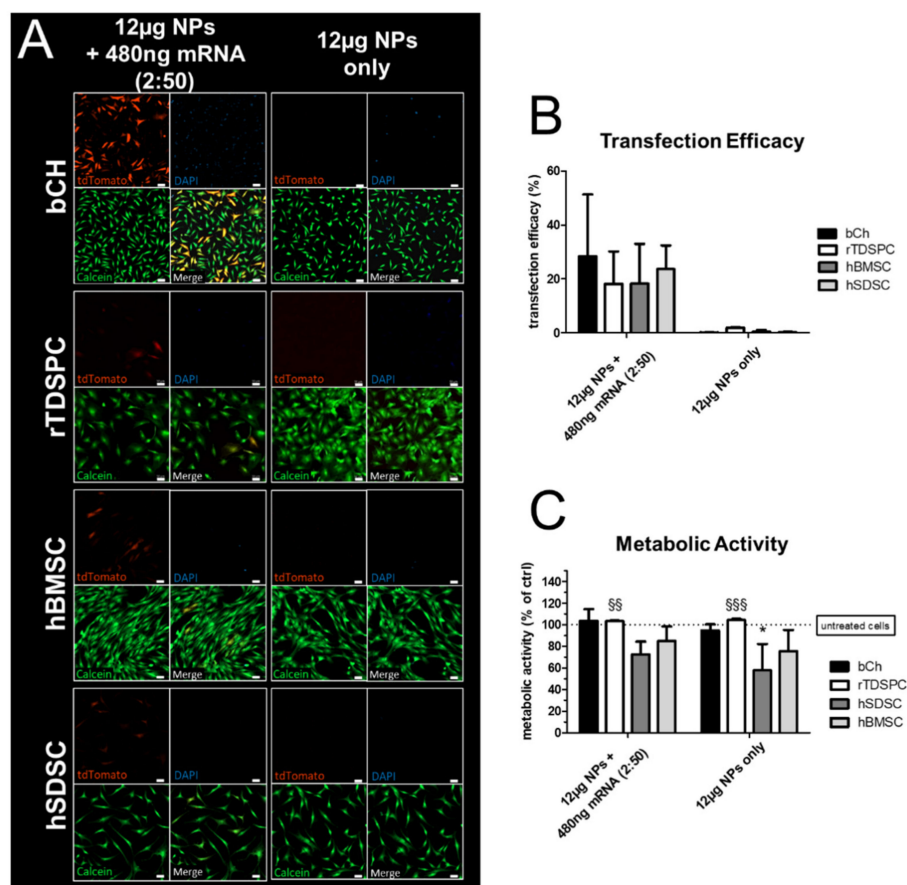 A
12µg NPs
+ 480ng mRNA
(2:50)
12µg NPs
only
bCH
tdTomato
DAPI
tdTomato
DAPI
Calcein
Merge
Calcein
Merge
rTDSPC
tdTomato
DAPI
tdTomato
DAPI
Calcein
Merge
Calcein
Merge
hBMSC
tdTomato
DAPI
tdTomato
DAPI
Calcein
Merge
Calcein
Merge
hSDSC
tdTomato
DAPI
tdTomato
DAPI
Calcein
Merge
Calcein
Merge
B
Transfection Efficacy
transfection efficacy (%)
60
40
20
0
12µg NPs +
480ng mRNA (2:50)
12µg NPs only
bCh
rTDSPC
hBMSC
hSDSC
C
Metabolic Activity
metabolic activity (% of ctrl)
140
120
100
80
60
40
20
0
§§
§§§
*
untreated cells
12µg NPs +
480ng mRNA (2:50)
12µg NPs only
bCh
rTDSPC
hSDSC
hBMSC